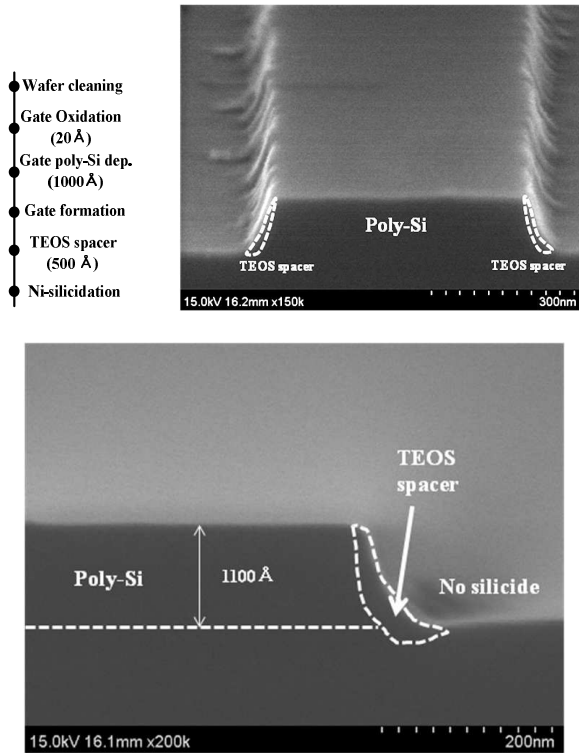 Wafer cleaning
Gate Oxidation
(20Å)
Gate poly-Si dep.
(1000Å)
Gate formation
TEOS spacer
(500 Å)
Ni-silicidation
Poly-Si
TEOS spacer
TEOS spacer
15.0kV 16.2mm x150k
300nm
TEOS
spacer
Poly-Si
1100 Å
No silicide
15.0kV 16.1mm x200k
200nm